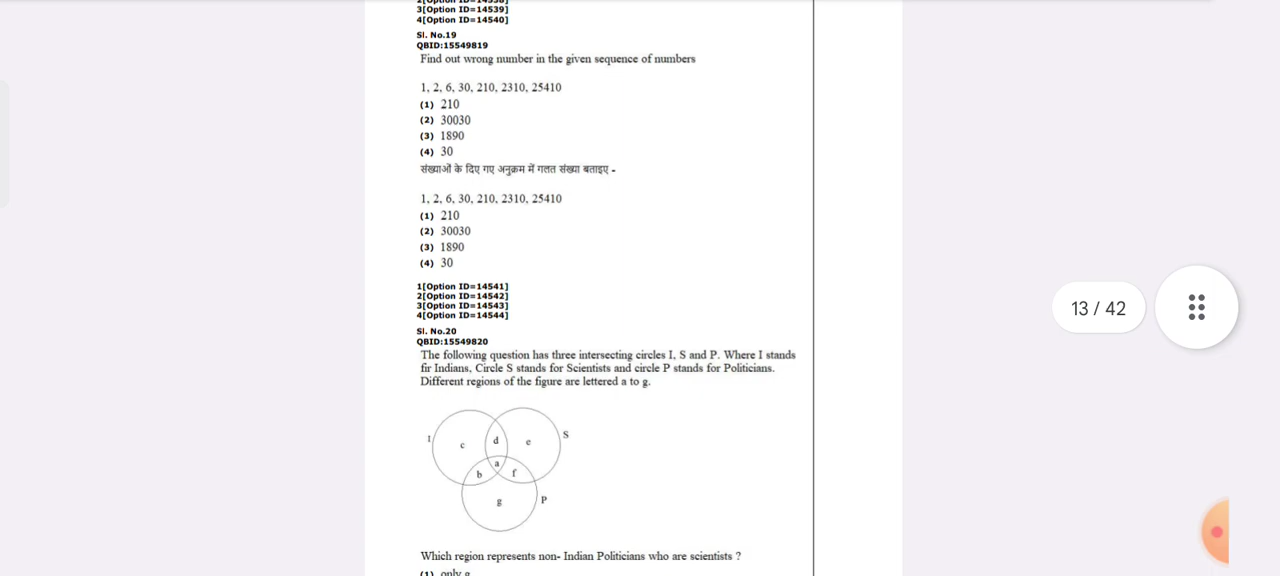 3[Option ID=14539]
4[Option ID=14540]
Sl. No.19
QBID:15549819
Find out wrong number in the given sequence of numbers
1, 2, 6, 30, 210, 2310, 25410
(1) 210
(2) 30030
(3) 1890
(4) 30
संख्याओं के दिए गए अनुक्रम में गलत संख्या बताइए -
1, 2, 6, 30, 210, 2310, 25410
(1) 210
(2) 30030
(3) 1890
(4) 30
1[Option ID=14541]
2[Option ID=14542]
3[Option ID=14543]
4[Option ID=14544]
Sl. No.20
QBID:15549820
The following question has three intersecting circles I, S and P. Where I stands
fir Indians, Circle S stands for Scientists and circle P stands for Politicians.
Different regions of the figure are lettered a to g.
I
c
d
e
S
a
b
f
g
P
Which region represents non- Indian Politicians who are scientists ?
13 / 42